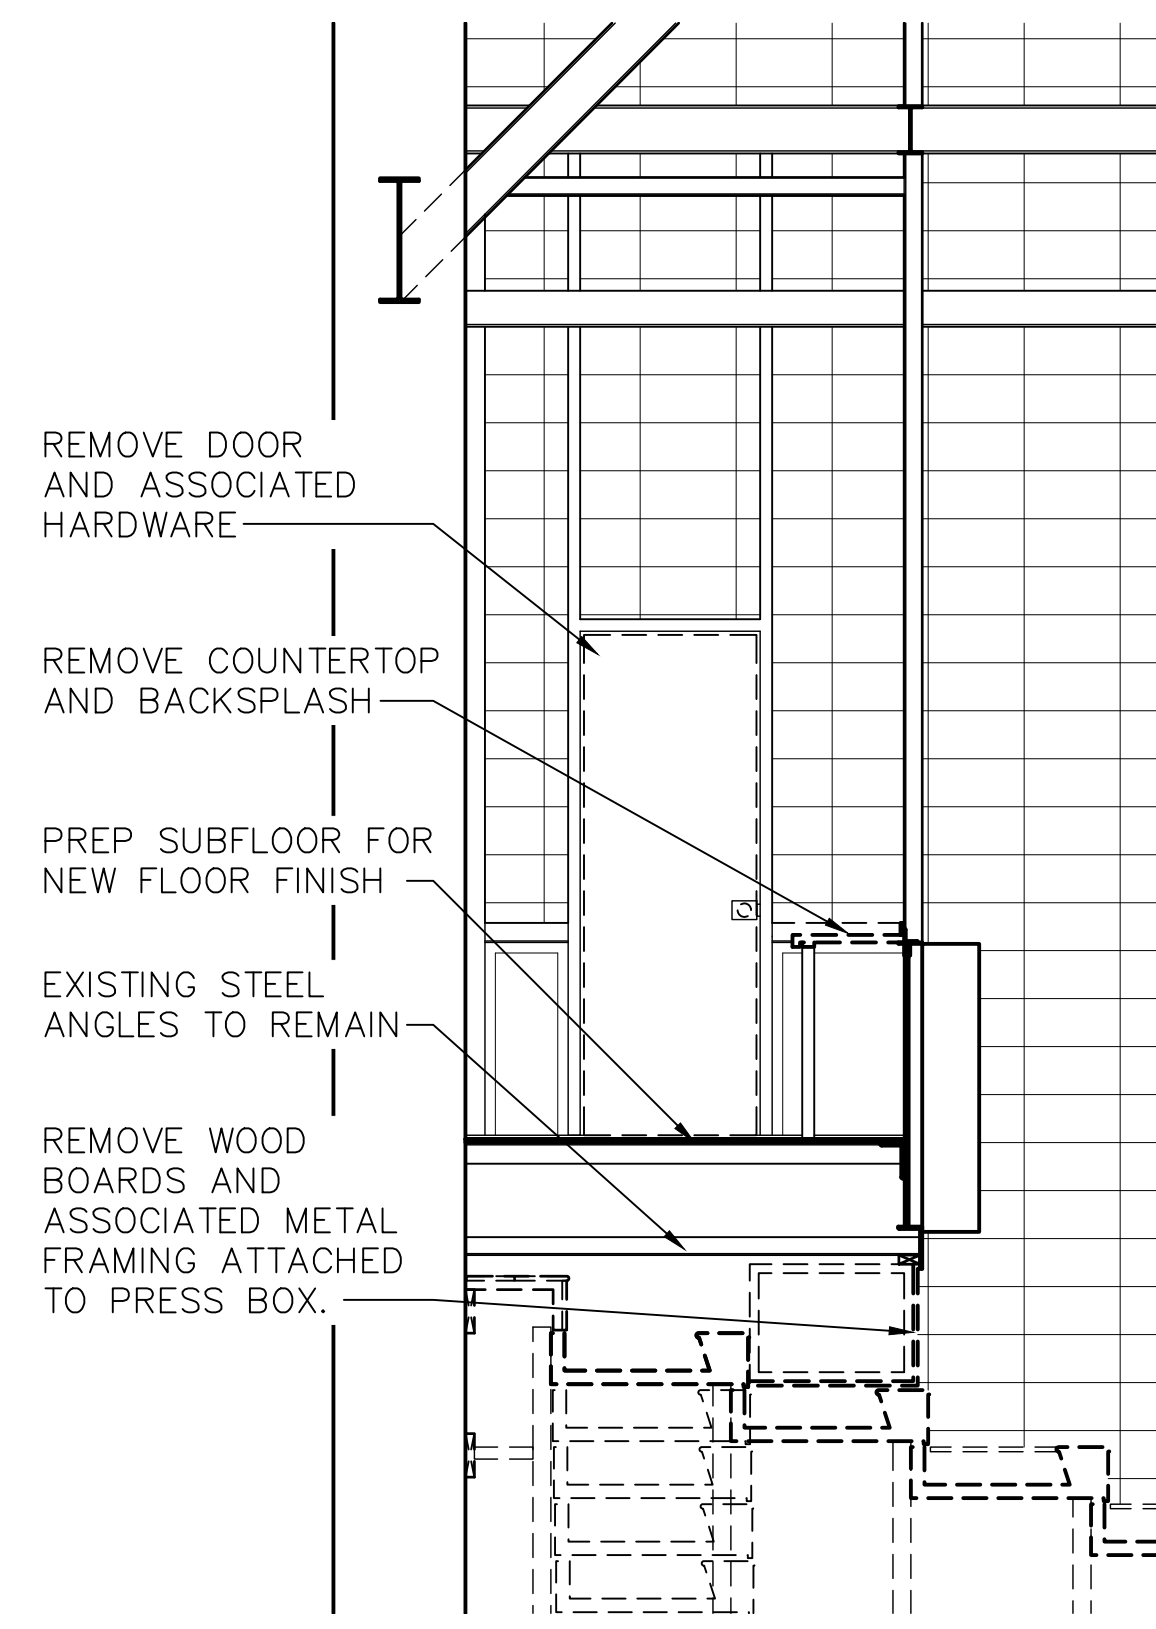 REMOVE DOOR
AND ASSOCIATED
HARDWARE
REMOVE COUNTERTOP
AND BACKSPLASH
PREP SUBFLOOR FOR
NEW FLOOR FINISH
EXISTING STEEL
ANGLES TO REMAIN
REMOVE WOOD
BOARDS AND
ASSOCIATED METAL
FRAMING ATTACHED
TO PRESS BOX.